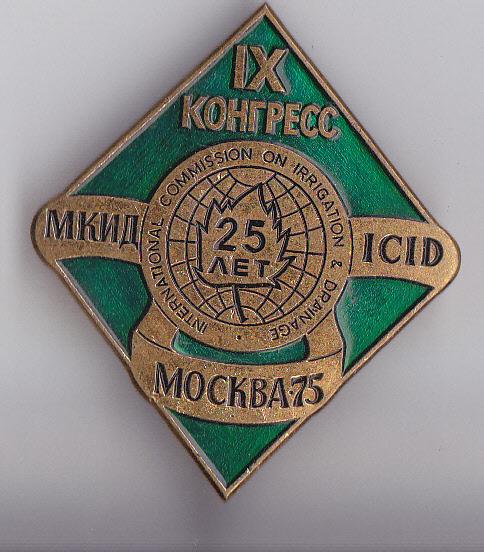 IX
КОНГРЕСС
INTERNATIONAL COMMISSION ON IRRIGATION & DRAINAGE
МКИД
25
ЛЕТ
ICID
МОСКВА·75